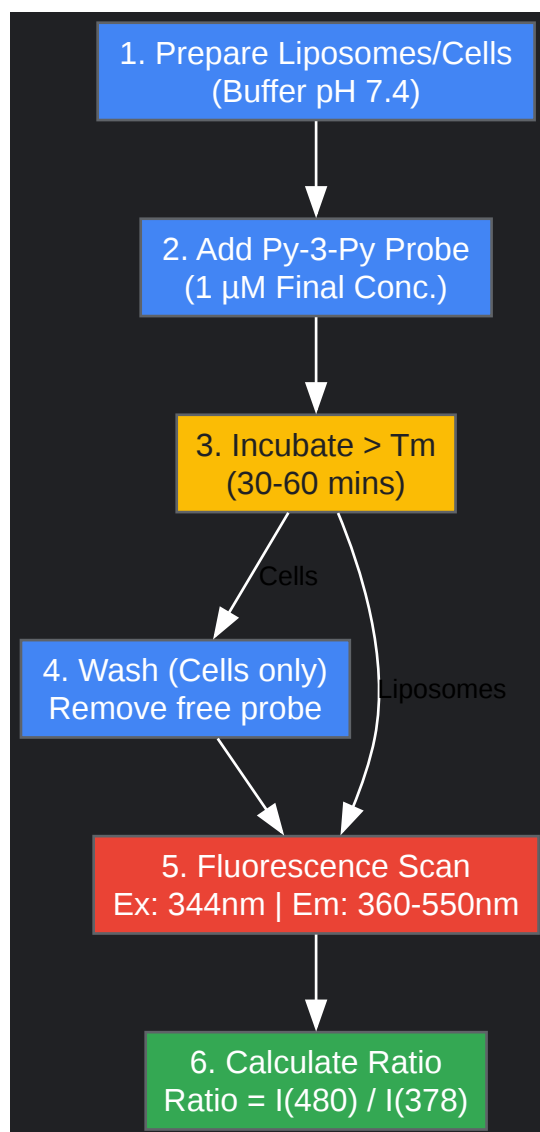 1. Prepare Liposomes/Cells
(Buffer pH 7.4)
2. Add Py-3-Py Probe
(1 µM Final Conc.)
3. Incubate > Tm
(30-60 mins)
Cells
4. Wash (Cells only)
Remove free probe
Liposomes
5. Fluorescence Scan
Ex: 344nm | Em: 360-550nm
6. Calculate Ratio
Ratio = I(480) / I(378)